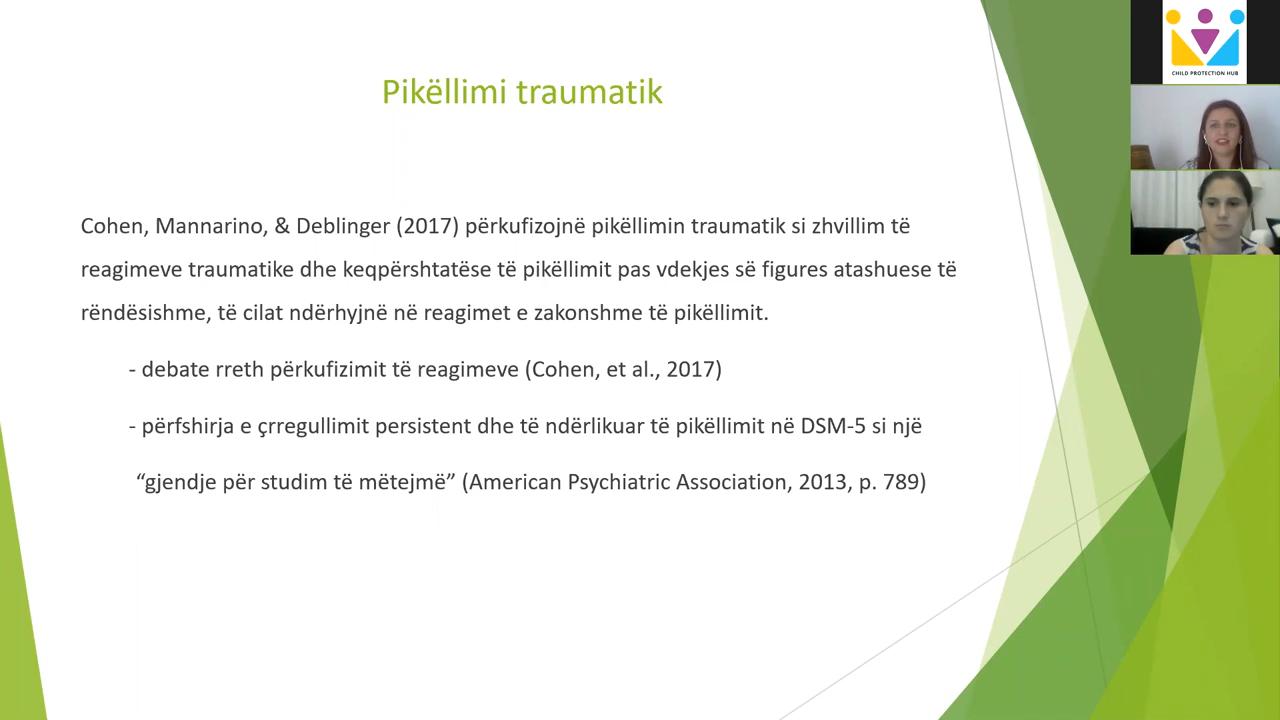 Pikëllimi traumatik
Cohen, Mannarino, & Deblinger (2017) përkufizojnë pikëllimin traumatik si zhvillim të
reagimeve traumatike dhe keqpërshtatëse të pikëllimit pas vdekjes së figures atashuese të
rëndësishme, të cilat ndërhyjnë në reagimet e zakonshme të pikëllimit.
- debate rreth përkufizimit të reagimeve (Cohen, et al., 2017)
- përfshirja e çrregullimit persistent dhe të ndërlikuar të pikëllimit në DSM-5 si një
“gjendje për studim të mëtejmë” (American Psychiatric Association, 2013, p. 789)
CHILD PROTECTION HUB